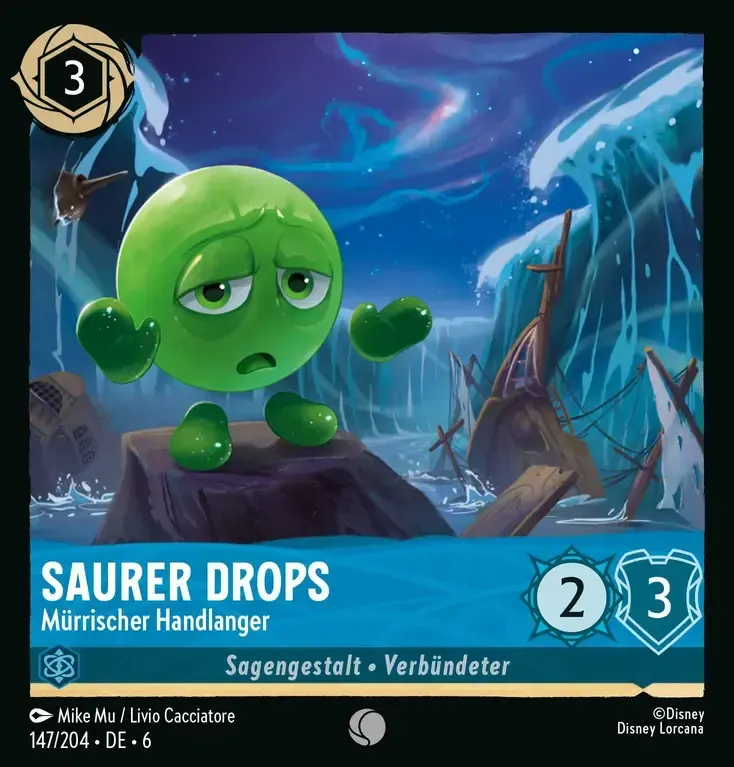 3
SAURER DROPS
Mürrischer Handlanger
2
3
Sagengestalt • Verbündeter
Mike Mu / Livio Cacciatore
©Disney
147/204 • DE • 6
Disney Lorcana